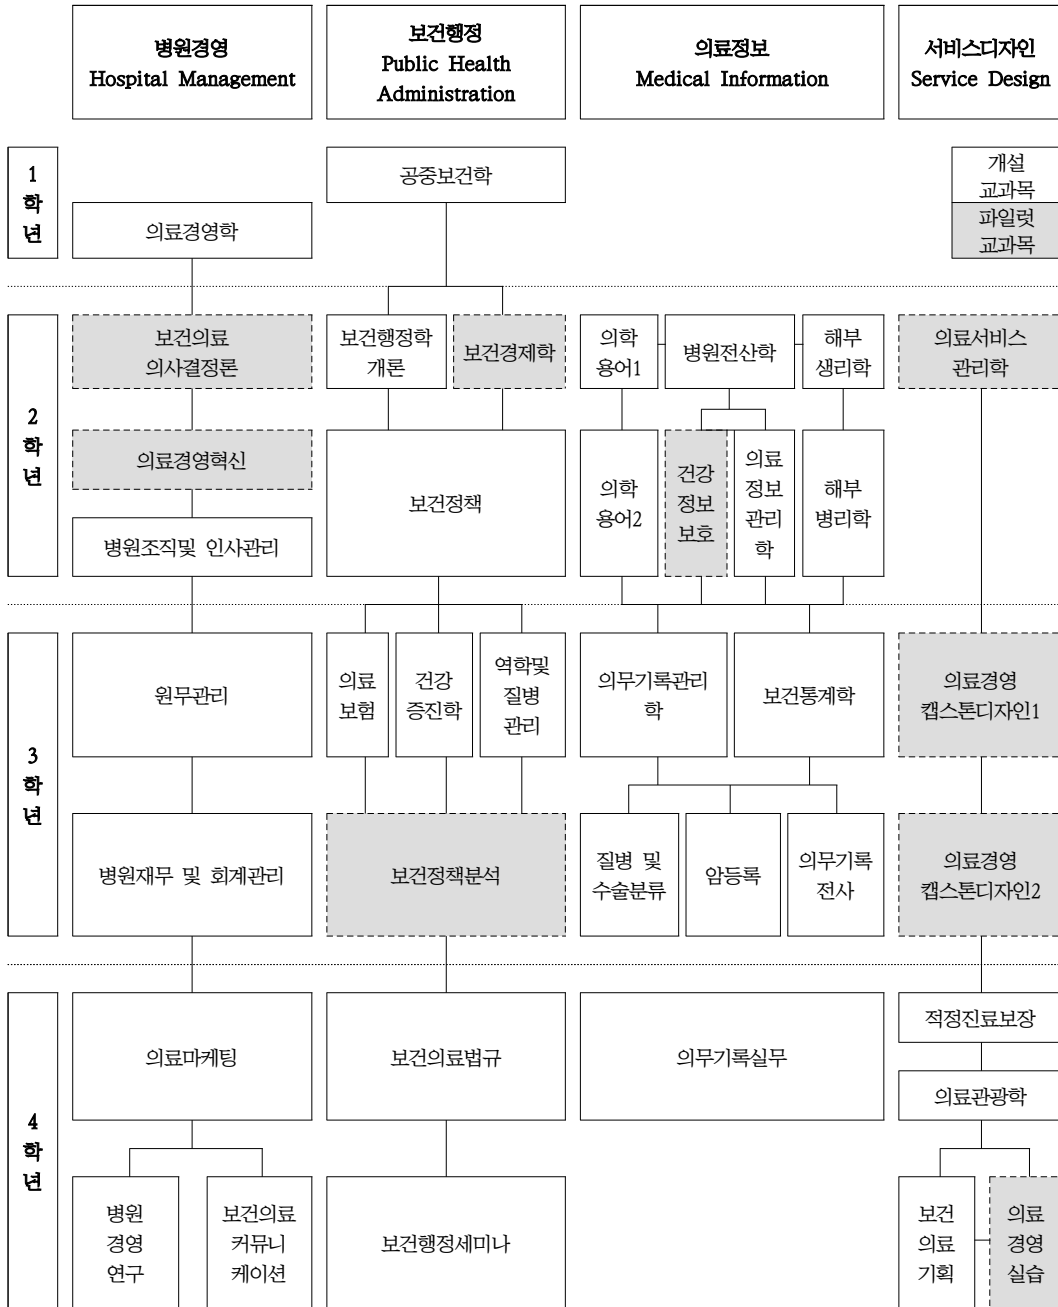 병원경영
Hospital Management
보건행정
Public Health
Administration
의료정보
Medical Information
서비스디자인
Service Design
1
학
년
공중보건학
의료경영학
개설
교과목
파일럿
교과목
2
학
년
보건의료
의사결정론
보건행정학
개론
보건경제학
의학
용어1
병원전산학
해부
생리학
의료서비스
관리학
의료경영혁신
병원조직및 인사관리
보건정책
의학
용어2
건강
정보
보호
의료
정보
관리
학
해부
병리학
3
학
년
원무관리
의료
보험
건강
증진학
역학및
질병
관리
의무기록관리
학
보건통계학
의료경영
캡스톤디자인1
병원재무 및 회계관리
보건정책분석
질병 및
수술분류
암등록
의무기록
전사
의료경영
캡스톤디자인2
4
학
년
의료마케팅
보건의료법규
의무기록실무
적정진료보장
의료관광학
병원
경영
연구
보건의료
커뮤니
케이션
보건행정세미나
보건
의료
기획
의료
경영
실습